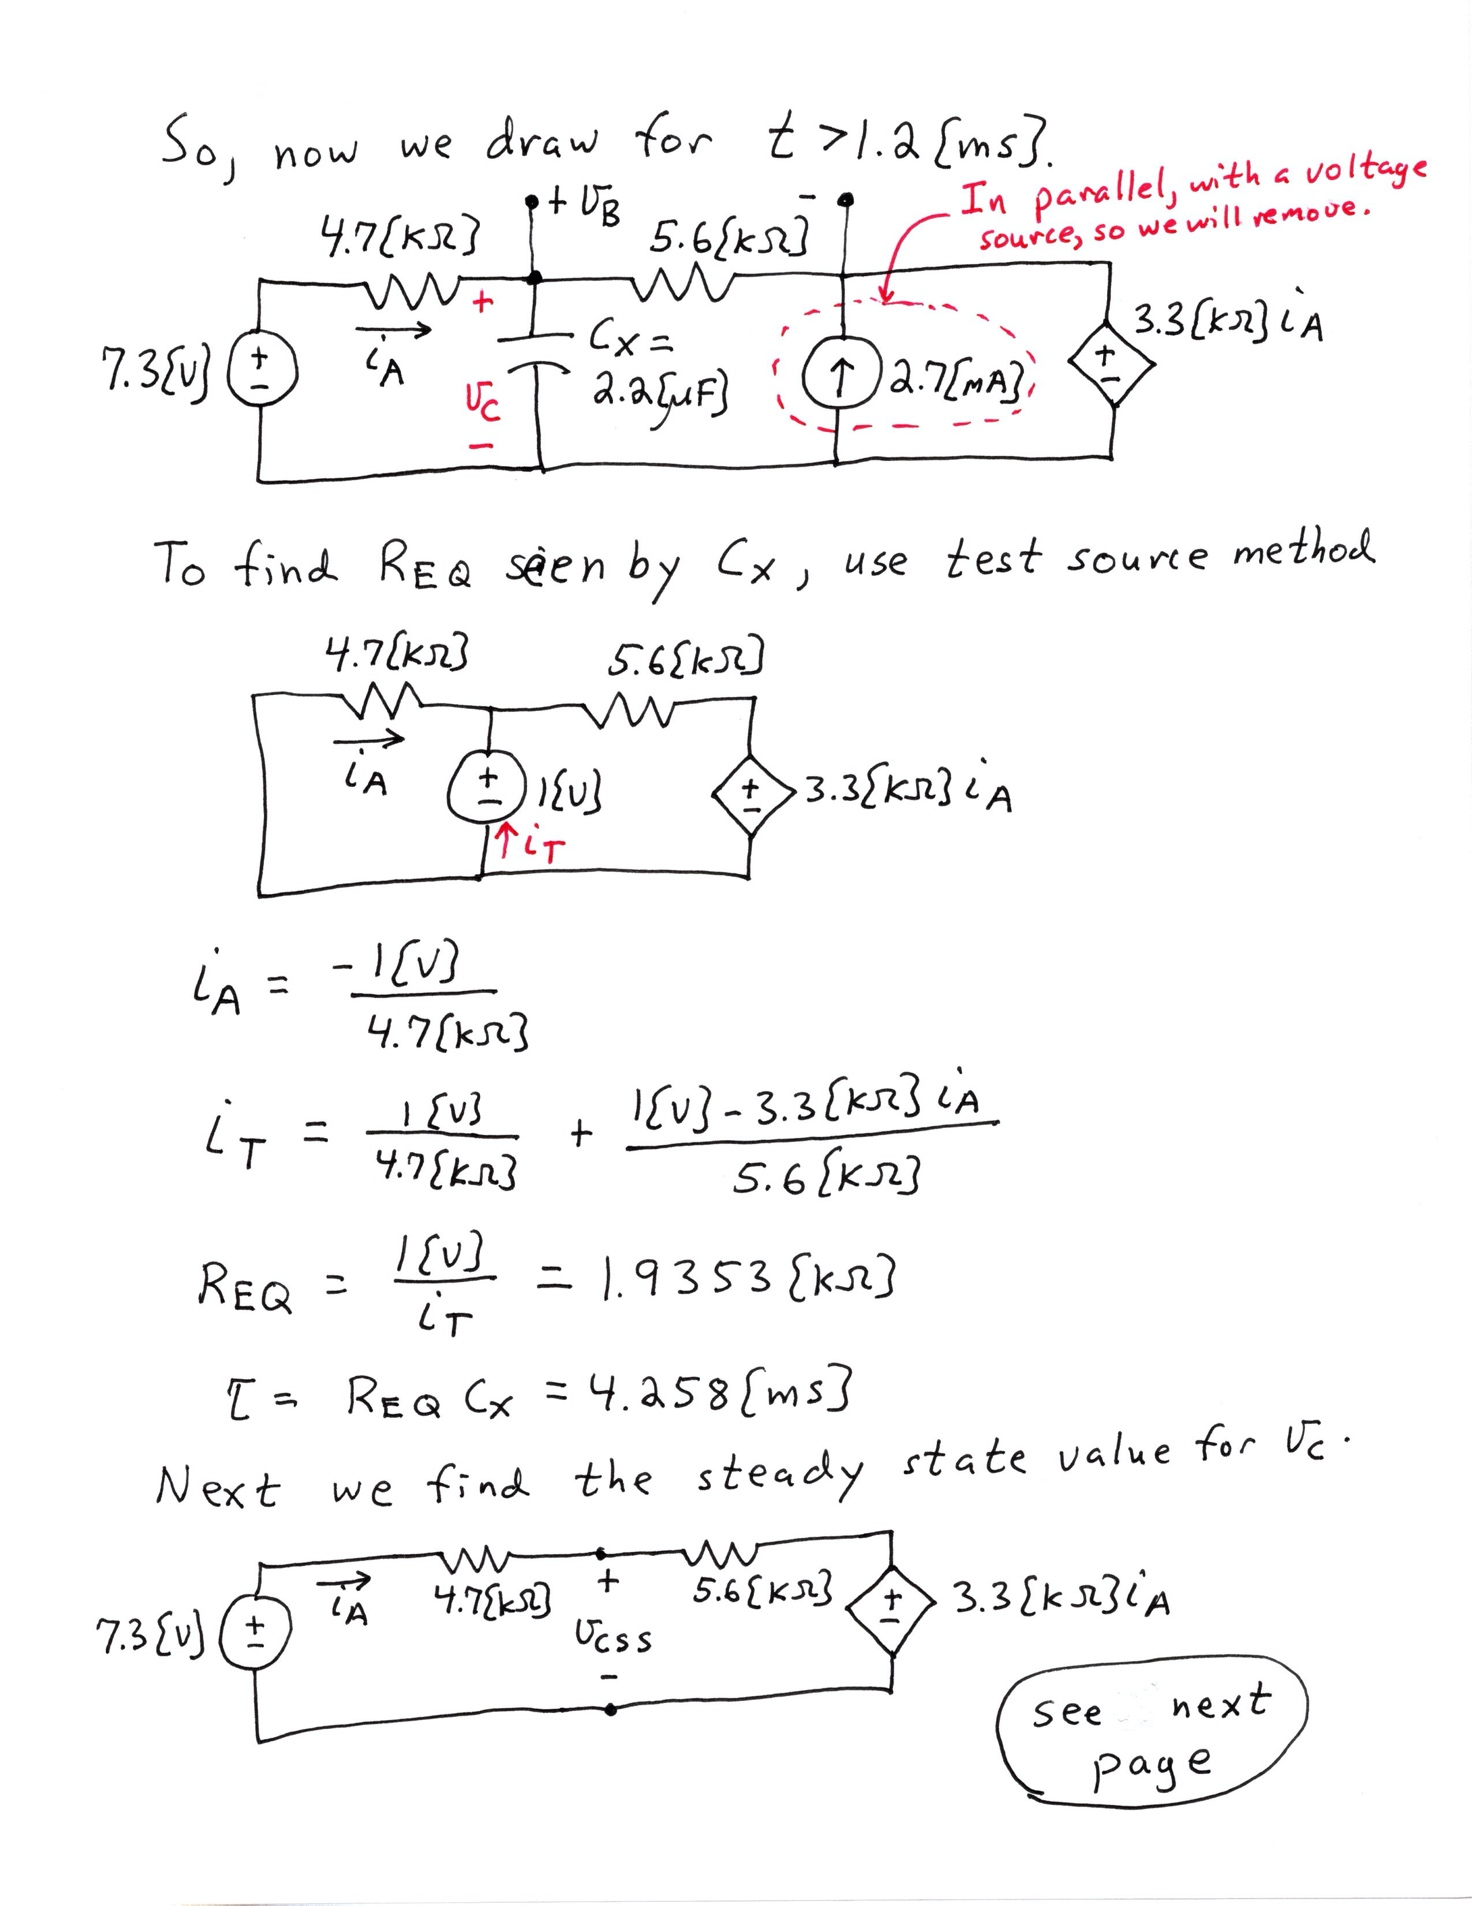 So, now we draw for t > 1.2 [ms].
In parallel, with a voltage
source, so we will remove.
+ v_B -
4.7[kΩ]
5.6[kΩ]
+
3.3[kΩ] i_A
i_A
C_X =
7.3[V]
+
-
v_C
2.2[μF]
2.7[mA]
+
-
-
To find R_EQ seen by C_X, use test source method
4.7[kΩ]
5.6[kΩ]
i_A
+
-
1[V]
+
-
3.3[kΩ] i_A
i_T
i_A = -1[V] / 4.7[kΩ]
i_T = 1[V] / 4.7[kΩ] + 1[V] - 3.3[kΩ] i_A / 5.6[kΩ]
R_EQ = 1[V] / i_T = 1.9353 [kΩ]
τ = R_EQ C_X = 4.258 [ms]
Next we find the steady state value for v_C.
i_A
4.7[kΩ]
+
5.6[kΩ]
+
-
3.3[kΩ] i_A
7.3[V]
+
-
v_CSS
-
see next
page